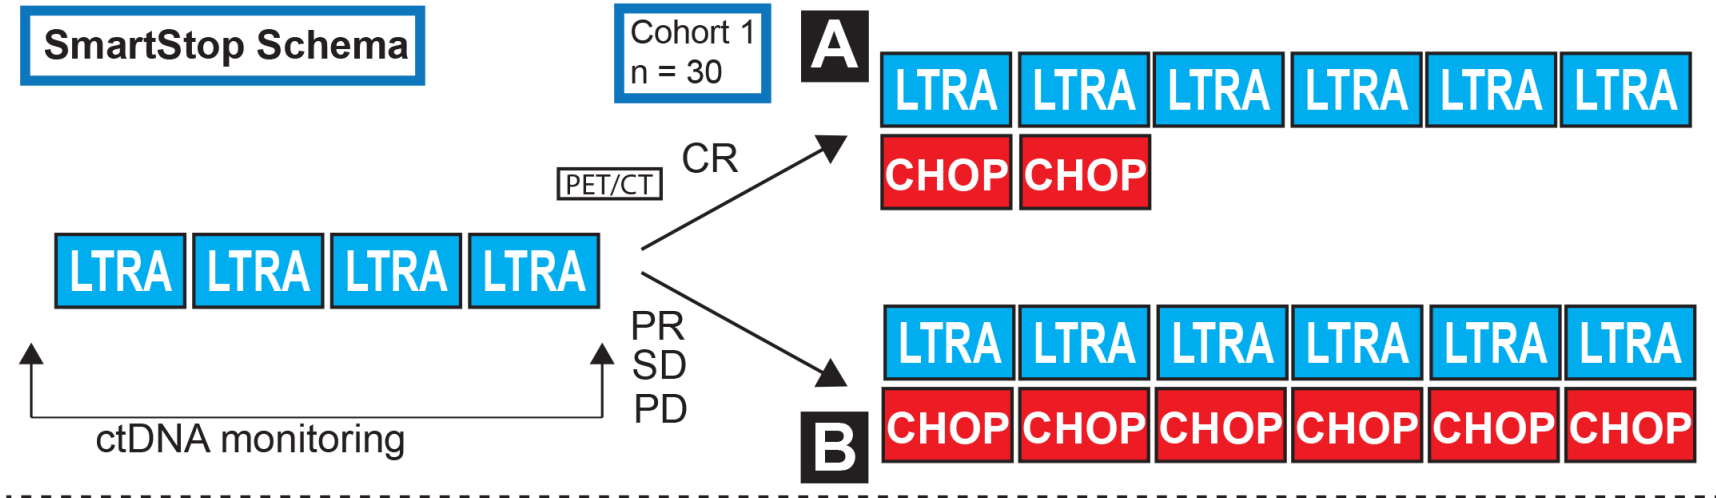 SmartStop Schema
Cohort 1
n = 30
A
LTRA LTRA LTRA LTRA LTRA LTRA
CHOP CHOP
CR
PET/CT
LTRA LTRA LTRA LTRA
PR
SD
PD
ctDNA monitoring
B
LTRA LTRA LTRA LTRA LTRA LTRA
CHOP CHOP CHOP CHOP CHOP CHOP